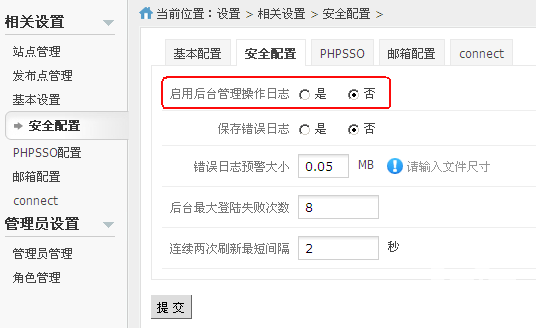 相关设置
站点管理
发布点管理
基本设置
安全配置
PHPSSO配置
邮箱配置
connect
管理员设置
管理员管理
角色管理
当前位置：设置 > 相关设置 > 安全配置 >
基本配置 安全配置 PHPSSO 邮箱配置 connect
启用后台管理操作日志 是 否
保存错误日志 是 否
错误日志预警大小 0.05 MB 请输入文件尺寸
后台最大登陆失败次数 8
连续两次刷新最短间隔 2 秒
提 交